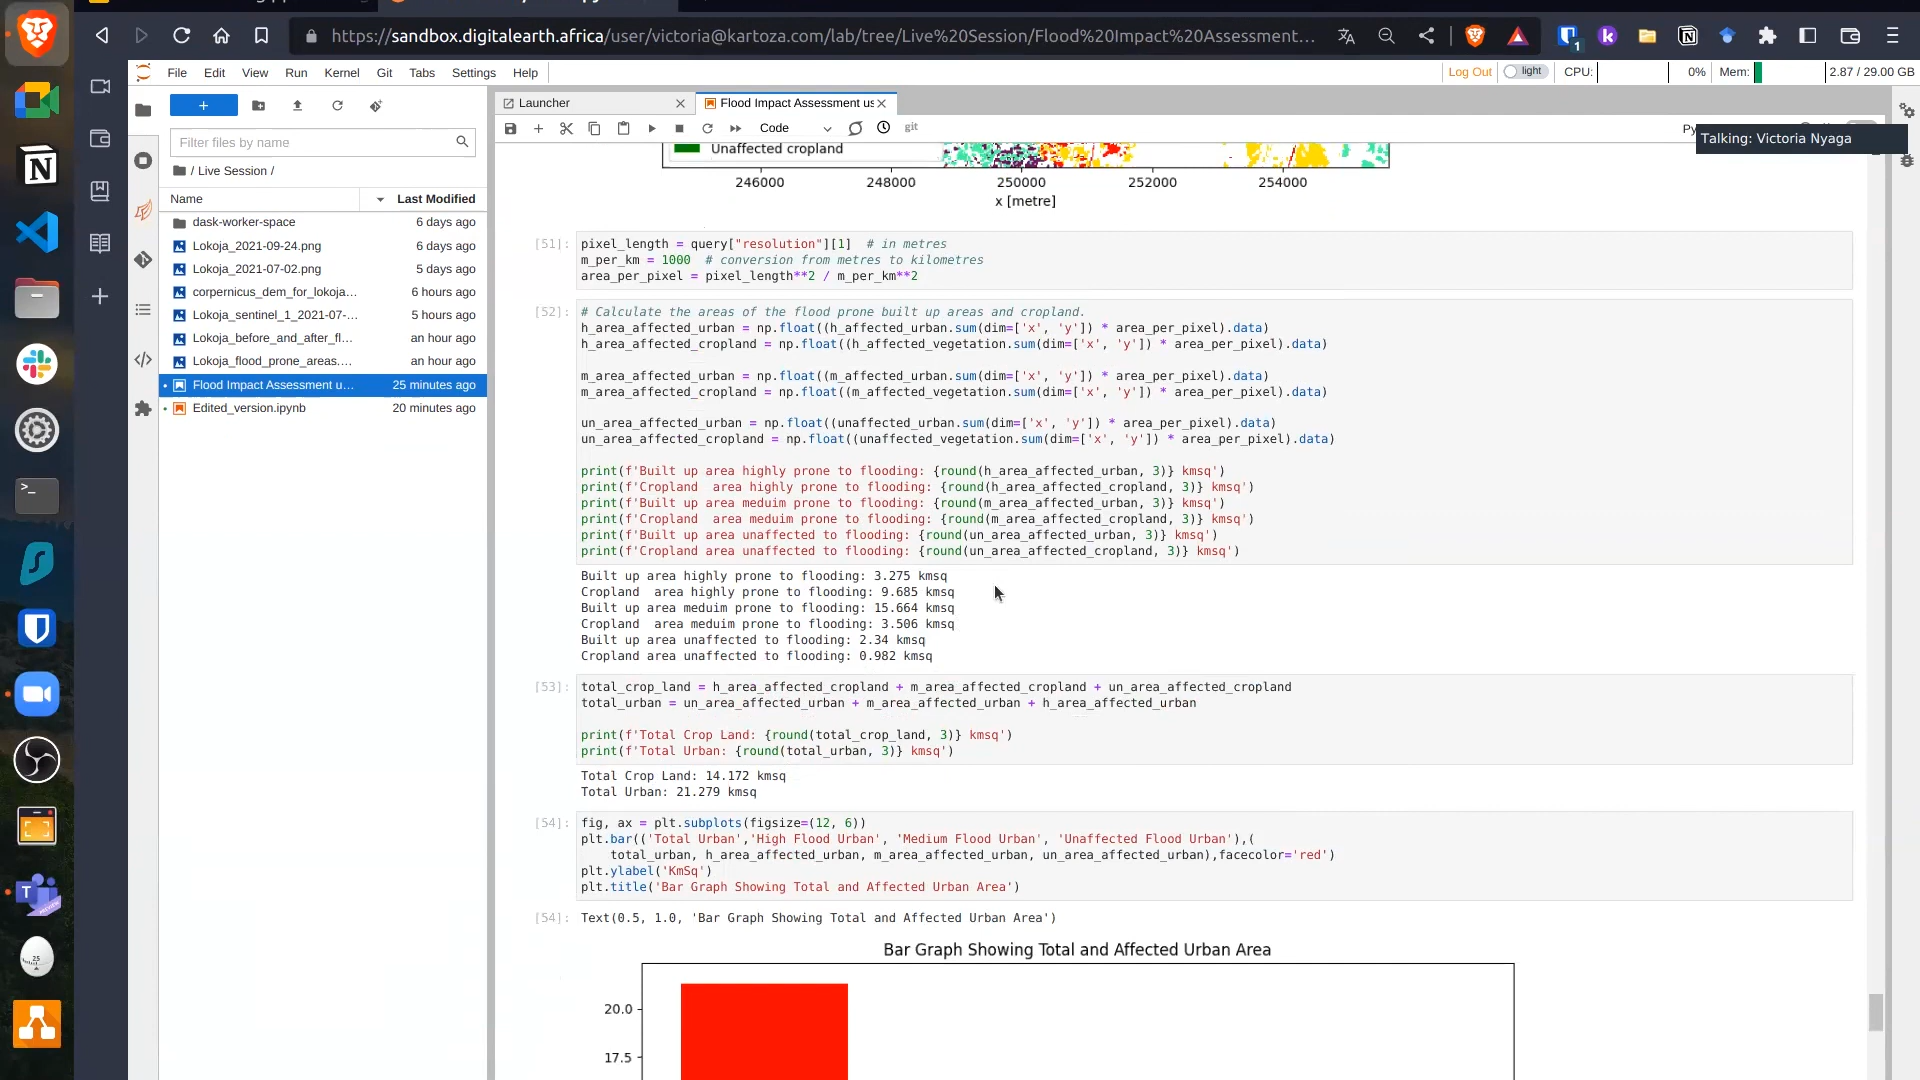 https://sandbox.digitalearth.africa/user/victoria@kartoza.com/lab/tree/Live%20Session/Flood%20Impact%20Assessment...
1
File Edit View Run Kernel Git Tabs Settings Help
Log Out light CPU: 0% Mem: 2.87 / 29.00 GB
Launcher
Flood Impact Assessment us
Filter files by name
Code
git
Py
Talking: Victoria Nyaga
/ Live Session /
Name Last Modified
dask-worker-space 6 days ago
Lokoja_2021-09-24.png 6 days ago
Lokoja_2021-07-02.png 5 days ago
corpernicus_dem_for_lokoja... 6 hours ago
Lokoja_sentinel_1_2021-07-... 5 hours ago
Lokoja_before_and_after_fl... an hour ago
Lokoja_flood_prone_areas.... an hour ago
Flood Impact Assessment u... 25 minutes ago
Edited_version.ipynb 20 minutes ago
Unaffected cropland
246000 248000 250000 252000 254000
x [metre]
[51]: pixel_length = query["resolution"][1]  # in metres
m_per_km = 1000  # conversion from metres to kilometres
area_per_pixel = pixel_length**2 / m_per_km**2
[52]: # Calculate the areas of the flood prone built up areas and cropland.
h_area_affected_urban = np.float((h_affected_urban.sum(dim=['x', 'y']) * area_per_pixel).data)
h_area_affected_cropland = np.float((h_affected_vegetation.sum(dim=['x', 'y']) * area_per_pixel).data)
m_area_affected_urban = np.float((m_affected_urban.sum(dim=['x', 'y']) * area_per_pixel).data)
m_area_affected_cropland = np.float((m_affected_vegetation.sum(dim=['x', 'y']) * area_per_pixel).data)
un_area_affected_urban = np.float((unaffected_urban.sum(dim=['x', 'y']) * area_per_pixel).data)
un_area_affected_cropland = np.float((unaffected_vegetation.sum(dim=['x', 'y']) * area_per_pixel).data)
print(f'Built up area highly prone to flooding: {round(h_area_affected_urban, 3)} kmsq')
print(f'Cropland  area highly prone to flooding: {round(h_area_affected_cropland, 3)} kmsq')
print(f'Built up area meduim prone to flooding: {round(m_area_affected_urban, 3)} kmsq')
print(f'Cropland  area meduim prone to flooding: {round(m_area_affected_cropland, 3)} kmsq')
print(f'Built up area unaffected to flooding: {round(un_area_affected_urban, 3)} kmsq')
print(f'Cropland area unaffected to flooding: {round(un_area_affected_cropland, 3)} kmsq')
Built up area highly prone to flooding: 3.275 kmsq
Cropland  area highly prone to flooding: 9.685 kmsq
Built up area meduim prone to flooding: 15.664 kmsq
Cropland  area meduim prone to flooding: 3.506 kmsq
Built up area unaffected to flooding: 2.34 kmsq
Cropland area unaffected to flooding: 0.982 kmsq
[53]: total_crop_land = h_area_affected_cropland + m_area_affected_cropland + un_area_affected_cropland
total_urban = un_area_affected_urban + m_area_affected_urban + h_area_affected_urban
print(f'Total Crop Land: {round(total_crop_land, 3)} kmsq')
print(f'Total Urban: {round(total_urban, 3)} kmsq')
Total Crop Land: 14.172 kmsq
Total Urban: 21.279 kmsq
[54]: fig, ax = plt.subplots(figsize=(12, 6))
plt.bar(('Total Urban','High Flood Urban', 'Medium Flood Urban', 'Unaffected Flood Urban'),(
total_urban, h_area_affected_urban, m_area_affected_urban, un_area_affected_urban),facecolor='red')
plt.ylabel('KmSq')
plt.title('Bar Graph Showing Total and Affected Urban Area')
[54]: Text(0.5, 1.0, 'Bar Graph Showing Total and Affected Urban Area')
Bar Graph Showing Total and Affected Urban Area
20.0
17.5
25